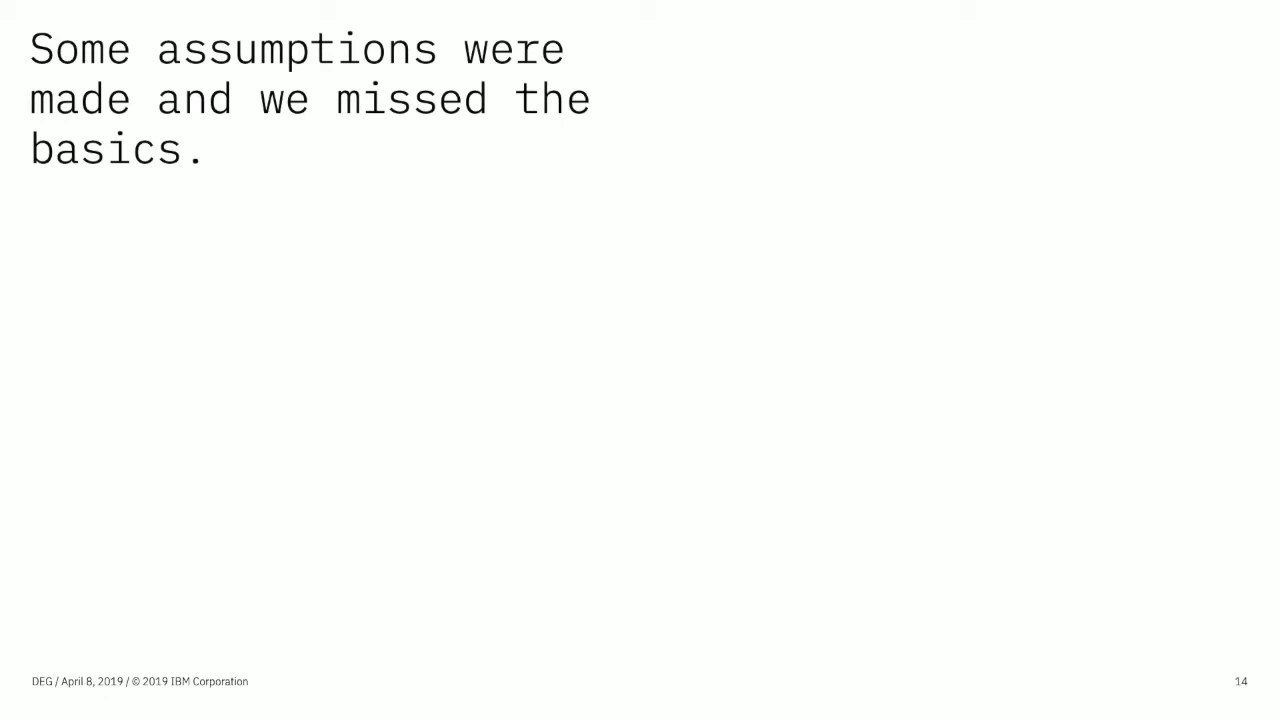 Some assumptions were
made and we missed the
basics.
DEG / April 8, 2019 / © 2019 IBM Corporation
14